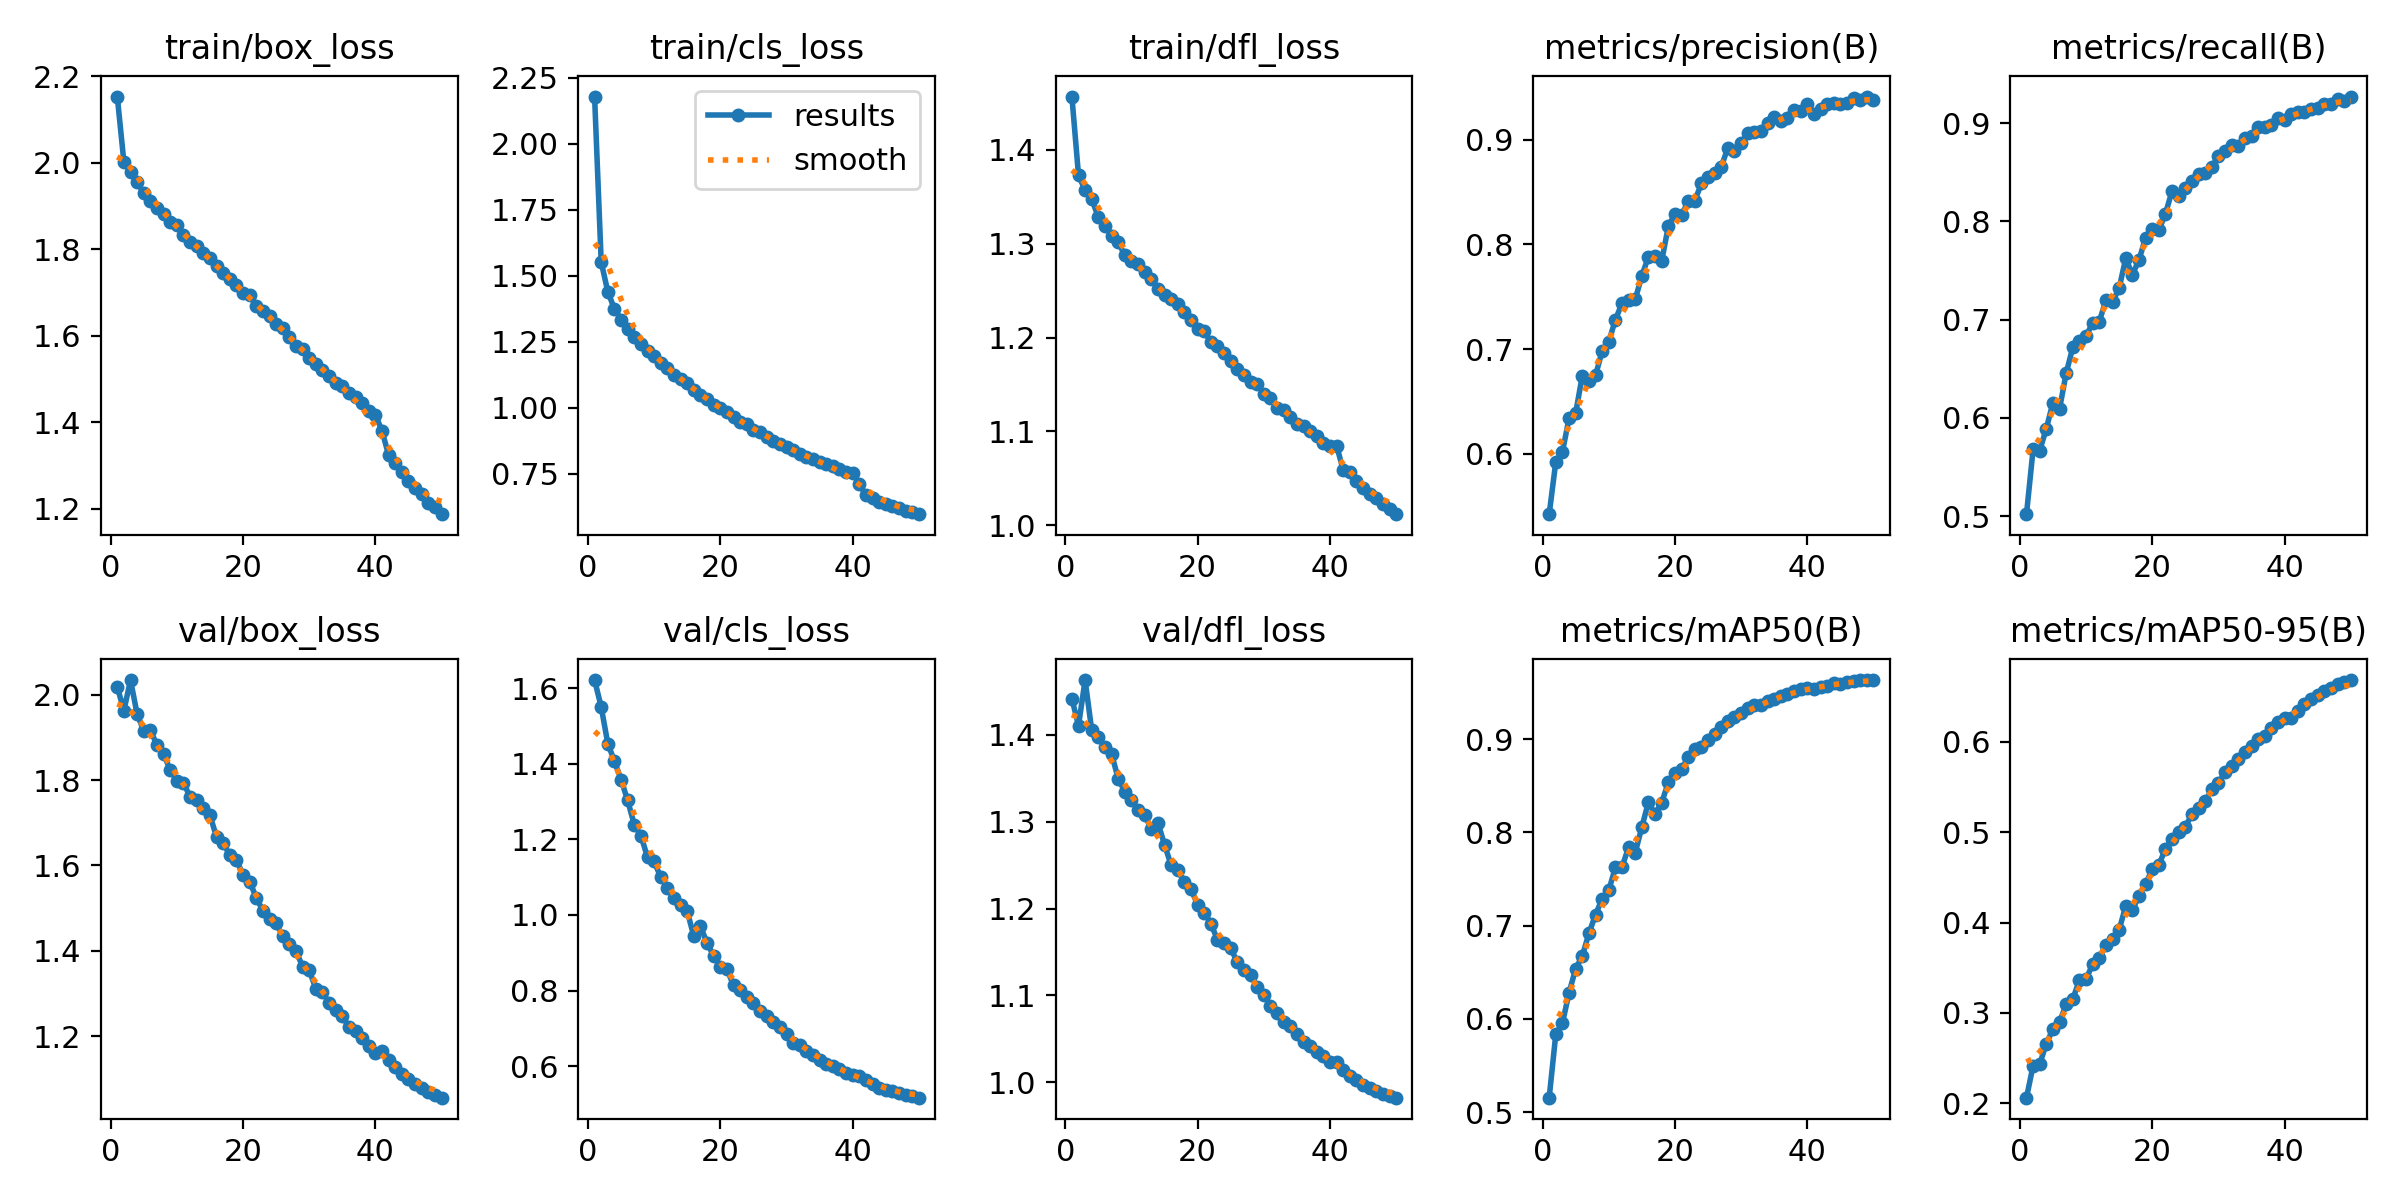 train/box_loss
2.2
2.0
1.8
1.6
1.4
1.2
0 20 40
train/cls_loss
results
smooth
2.25
2.00
1.75
1.50
1.25
1.00
0.75
0 20 40
train/dfl_loss
1.4
1.3
1.2
1.1
1.0
0 20 40
metrics/precision(B)
0.9
0.8
0.7
0.6
0 20 40
metrics/recall(B)
0.9
0.8
0.7
0.6
0.5
0 20 40
val/box_loss
2.0
1.8
1.6
1.4
1.2
0 20 40
val/cls_loss
1.6
1.4
1.2
1.0
0.8
0.6
0 20 40
val/dfl_loss
1.4
1.3
1.2
1.1
1.0
0 20 40
metrics/mAP50(B)
0.9
0.8
0.7
0.6
0.5
0 20 40
metrics/mAP50-95(B)
0.6
0.5
0.4
0.3
0.2
0 20 40